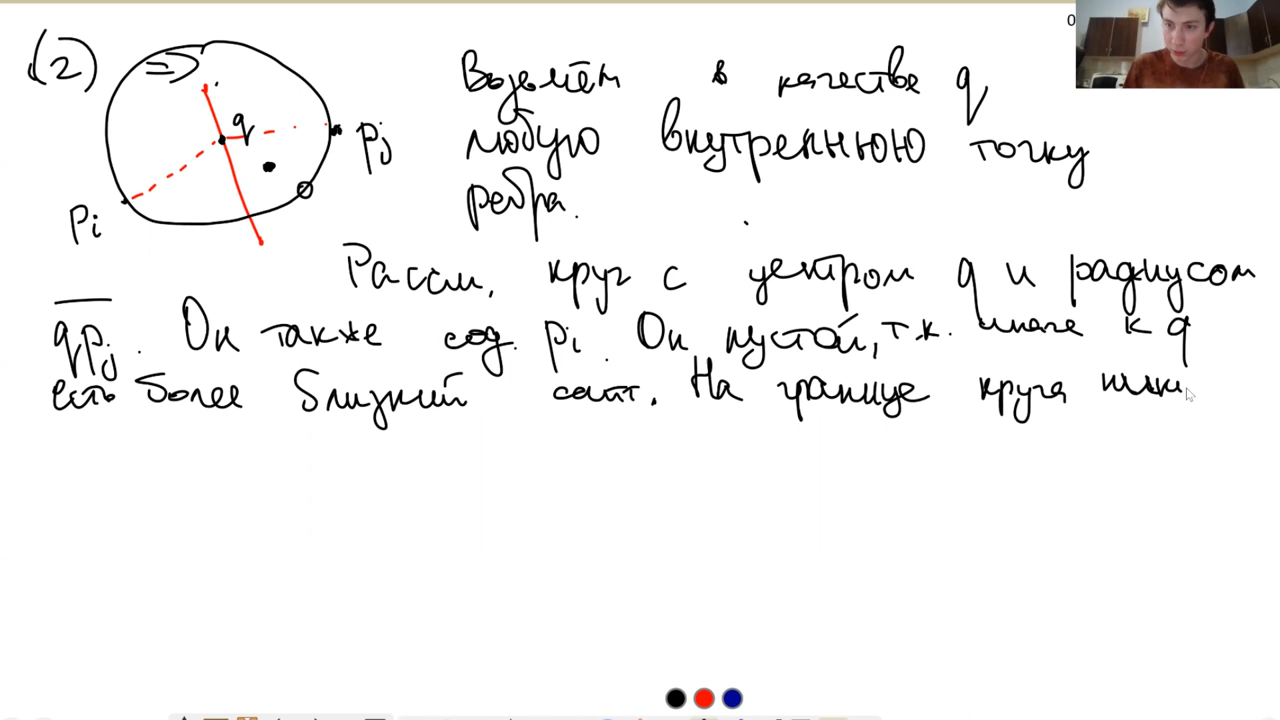 (2) =>
q
Pj
Pi
Возьмём в качестве q
любую внутреннюю точку
ребра.
Рассм. круг с центром q и радиусом
qPj. Он также сод. Pi. Он пустой, т.к. иначе к q
есть более близкий сайт. На границе круга ник